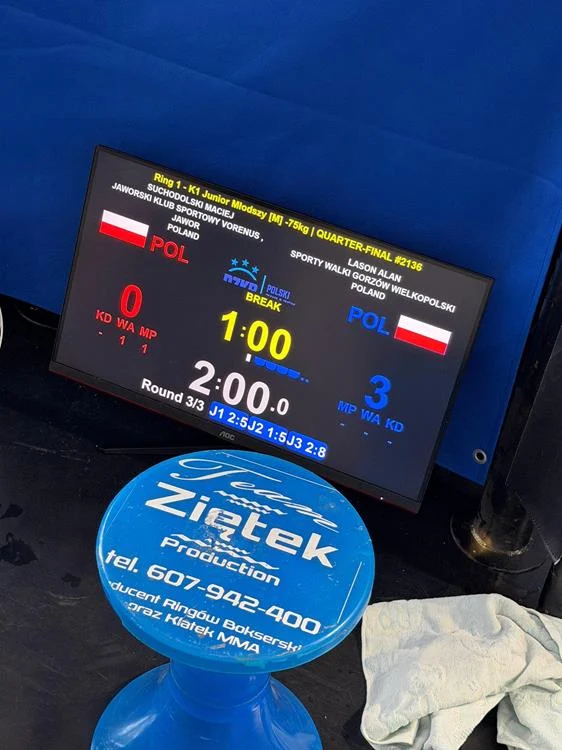 Ring 1 - K1 Junior Młodszy [M] -75kg | QUARTER-FINAL #2136
SUCHODOLSKI MACIEJ
JAWORSKI KLUB SPORTOWY VORENUS ,
JAWOR
POLAND
POL
0
KD WA MP
- 1 1
POLSKI
BREAK
1:00
2:00.0
Round 3/3
J1 2:5 J2 1:5 J3 2:8
LASON ALAN
SPORTY WALKI GORZÓW WIELKOPOLSKI
POLAND
POL
3
MP WA KD
- - -
AOC
Team
Ziętek
Production
tel. 607-942-400
ducent Ringów Bokserski
oraz Klatek MMA